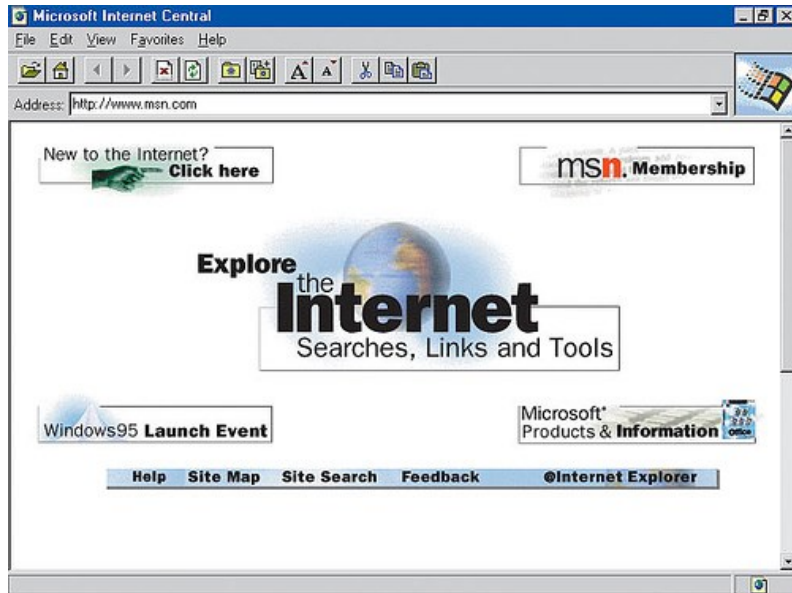 Microsoft Internet Central
File Edit View Favorites Help
Address: http://www.msn.com
New to the Internet?
Click here
msn. Membership
Explore
the
Internet
Searches, Links and Tools
Windows95 Launch Event
Microsoft*
Products & Information
Office
Help Site Map Site Search Feedback @Internet Explorer